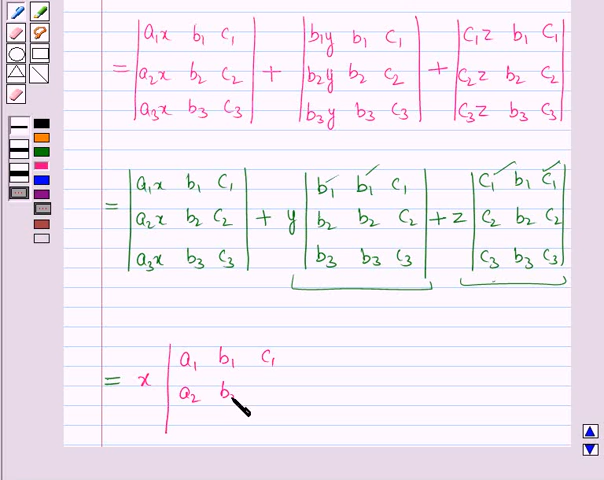 = | a₁x b₁ c₁ | + | b₁y b₁ c₁ | + | c₁z b₁ c₁ |
| a₂x b₂ c₂ | | b₂y b₂ c₂ | | c₂z b₂ c₂ |
| a₃x b₃ c₃ | | b₃y b₃ c₃ | | c₃z b₃ c₃ |
= | a₁x b₁ c₁ | + y | b₁ b₁ c₁ | + z | c₁ b₁ c₁ |
| a₂x b₂ c₂ | | b₂ b₂ c₂ | | c₂ b₂ c₂ |
| a₃x b₃ c₃ | | b₃ b₃ c₃ | | c₃ b₃ c₃ |
= x | a₁ b₁ c₁
| a₂ b₂